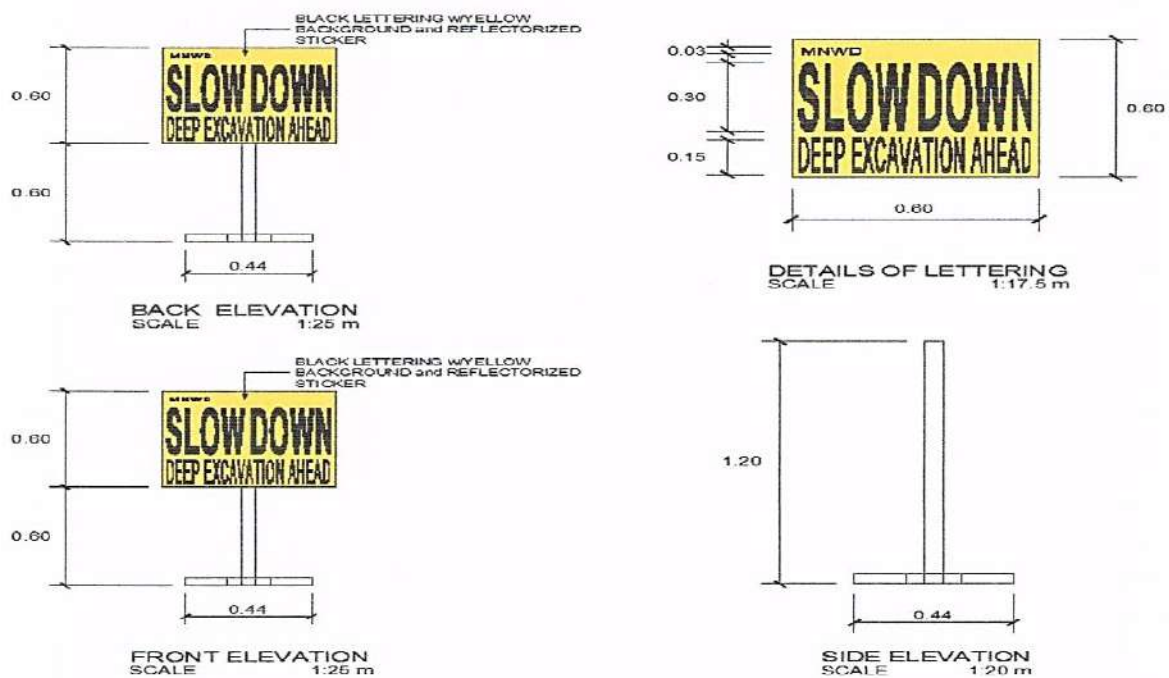 BLACK LETTERING W/YELLOW
BACKGROUND and REFLECTORIZED
STICKER
MNWD
SLOW DOWN
DEEP EXCAVATION AHEAD
0.60
0.60
0.44
BACK ELEVATION
SCALE 1:25 m
0.03
0.30
0.15
MNWD
SLOW DOWN
DEEP EXCAVATION AHEAD
0.60
0.60
DETAILS OF LETTERING
SCALE 1:17.5 m
BLACK LETTERING W/YELLOW
BACKGROUND and REFLECTORIZED
STICKER
MNWD
SLOW DOWN
DEEP EXCAVATION AHEAD
0.60
0.60
0.44
FRONT ELEVATION
SCALE 1:25 m
1.20
0.44
SIDE ELEVATION
SCALE 1:20 m